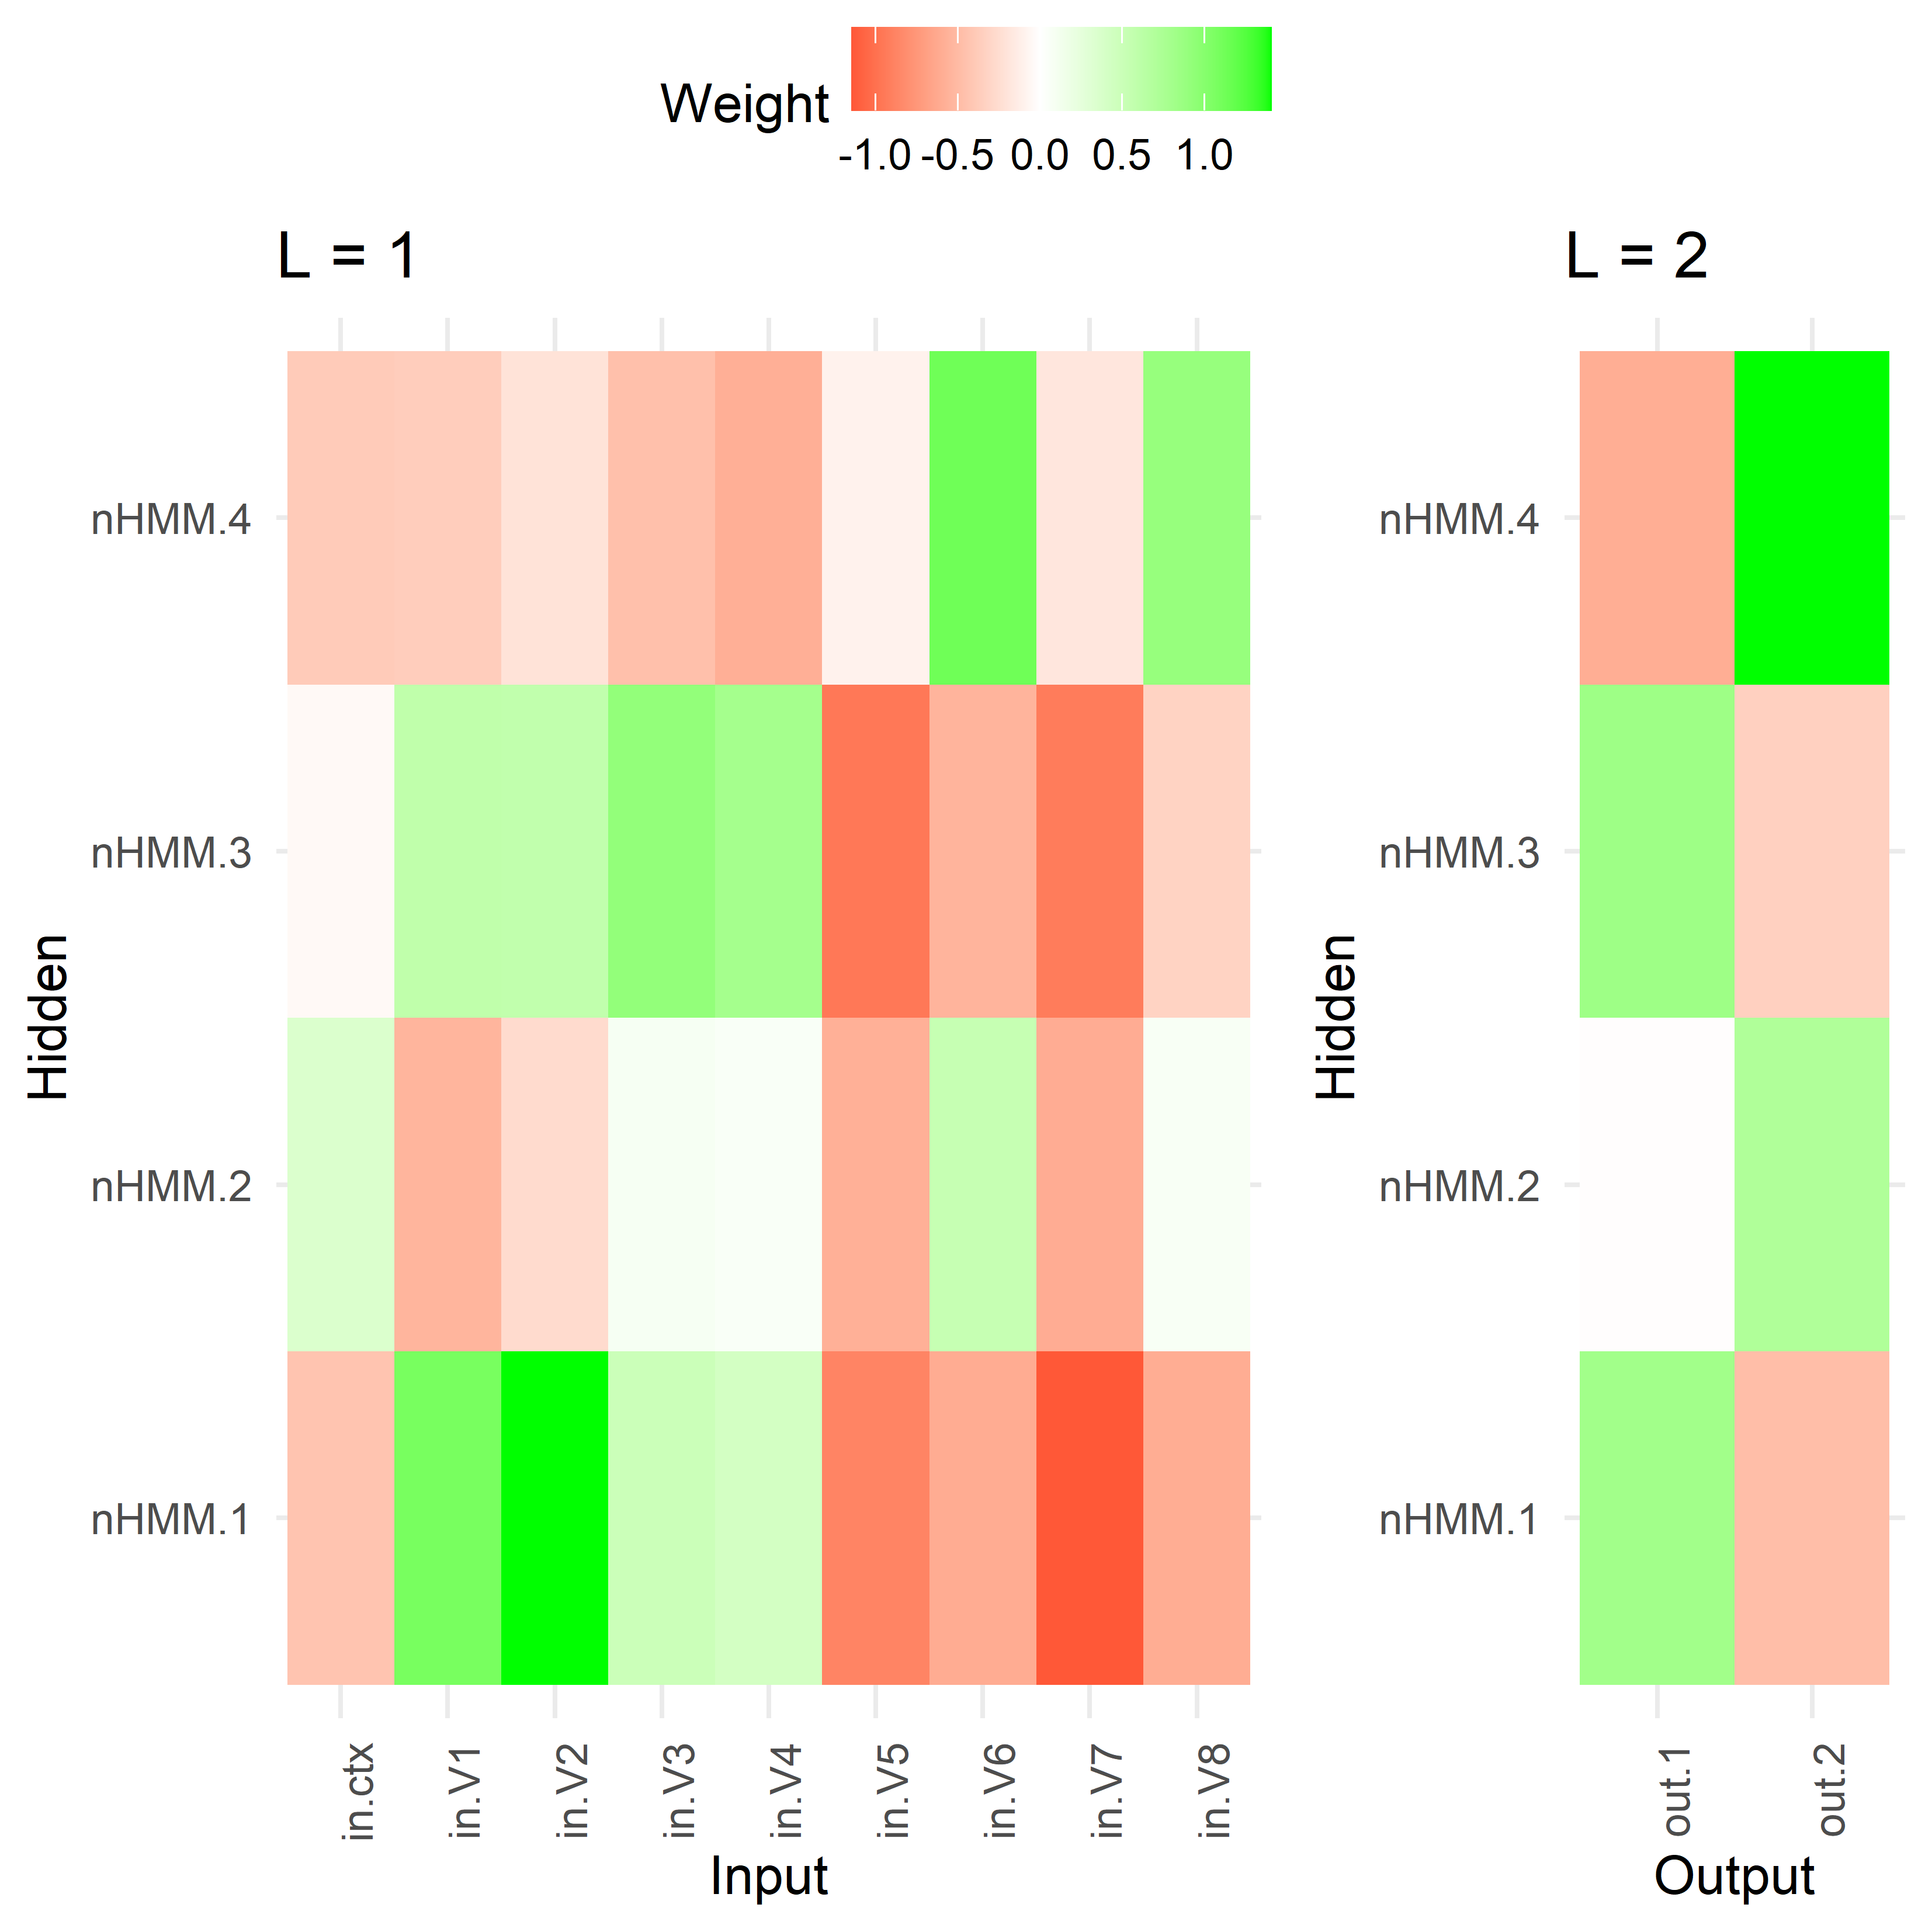 Weight
-1.0 -0.5 0.0 0.5 1.0
L = 1
L = 2
Hidden
nHMM.4
nHMM.3
nHMM.2
nHMM.1
in.ctx in.V1 in.V2 in.V3 in.V4 in.V5 in.V6 in.V7 in.V8
Input
Hidden
nHMM.4
nHMM.3
nHMM.2
nHMM.1
out.1 out.2
Output